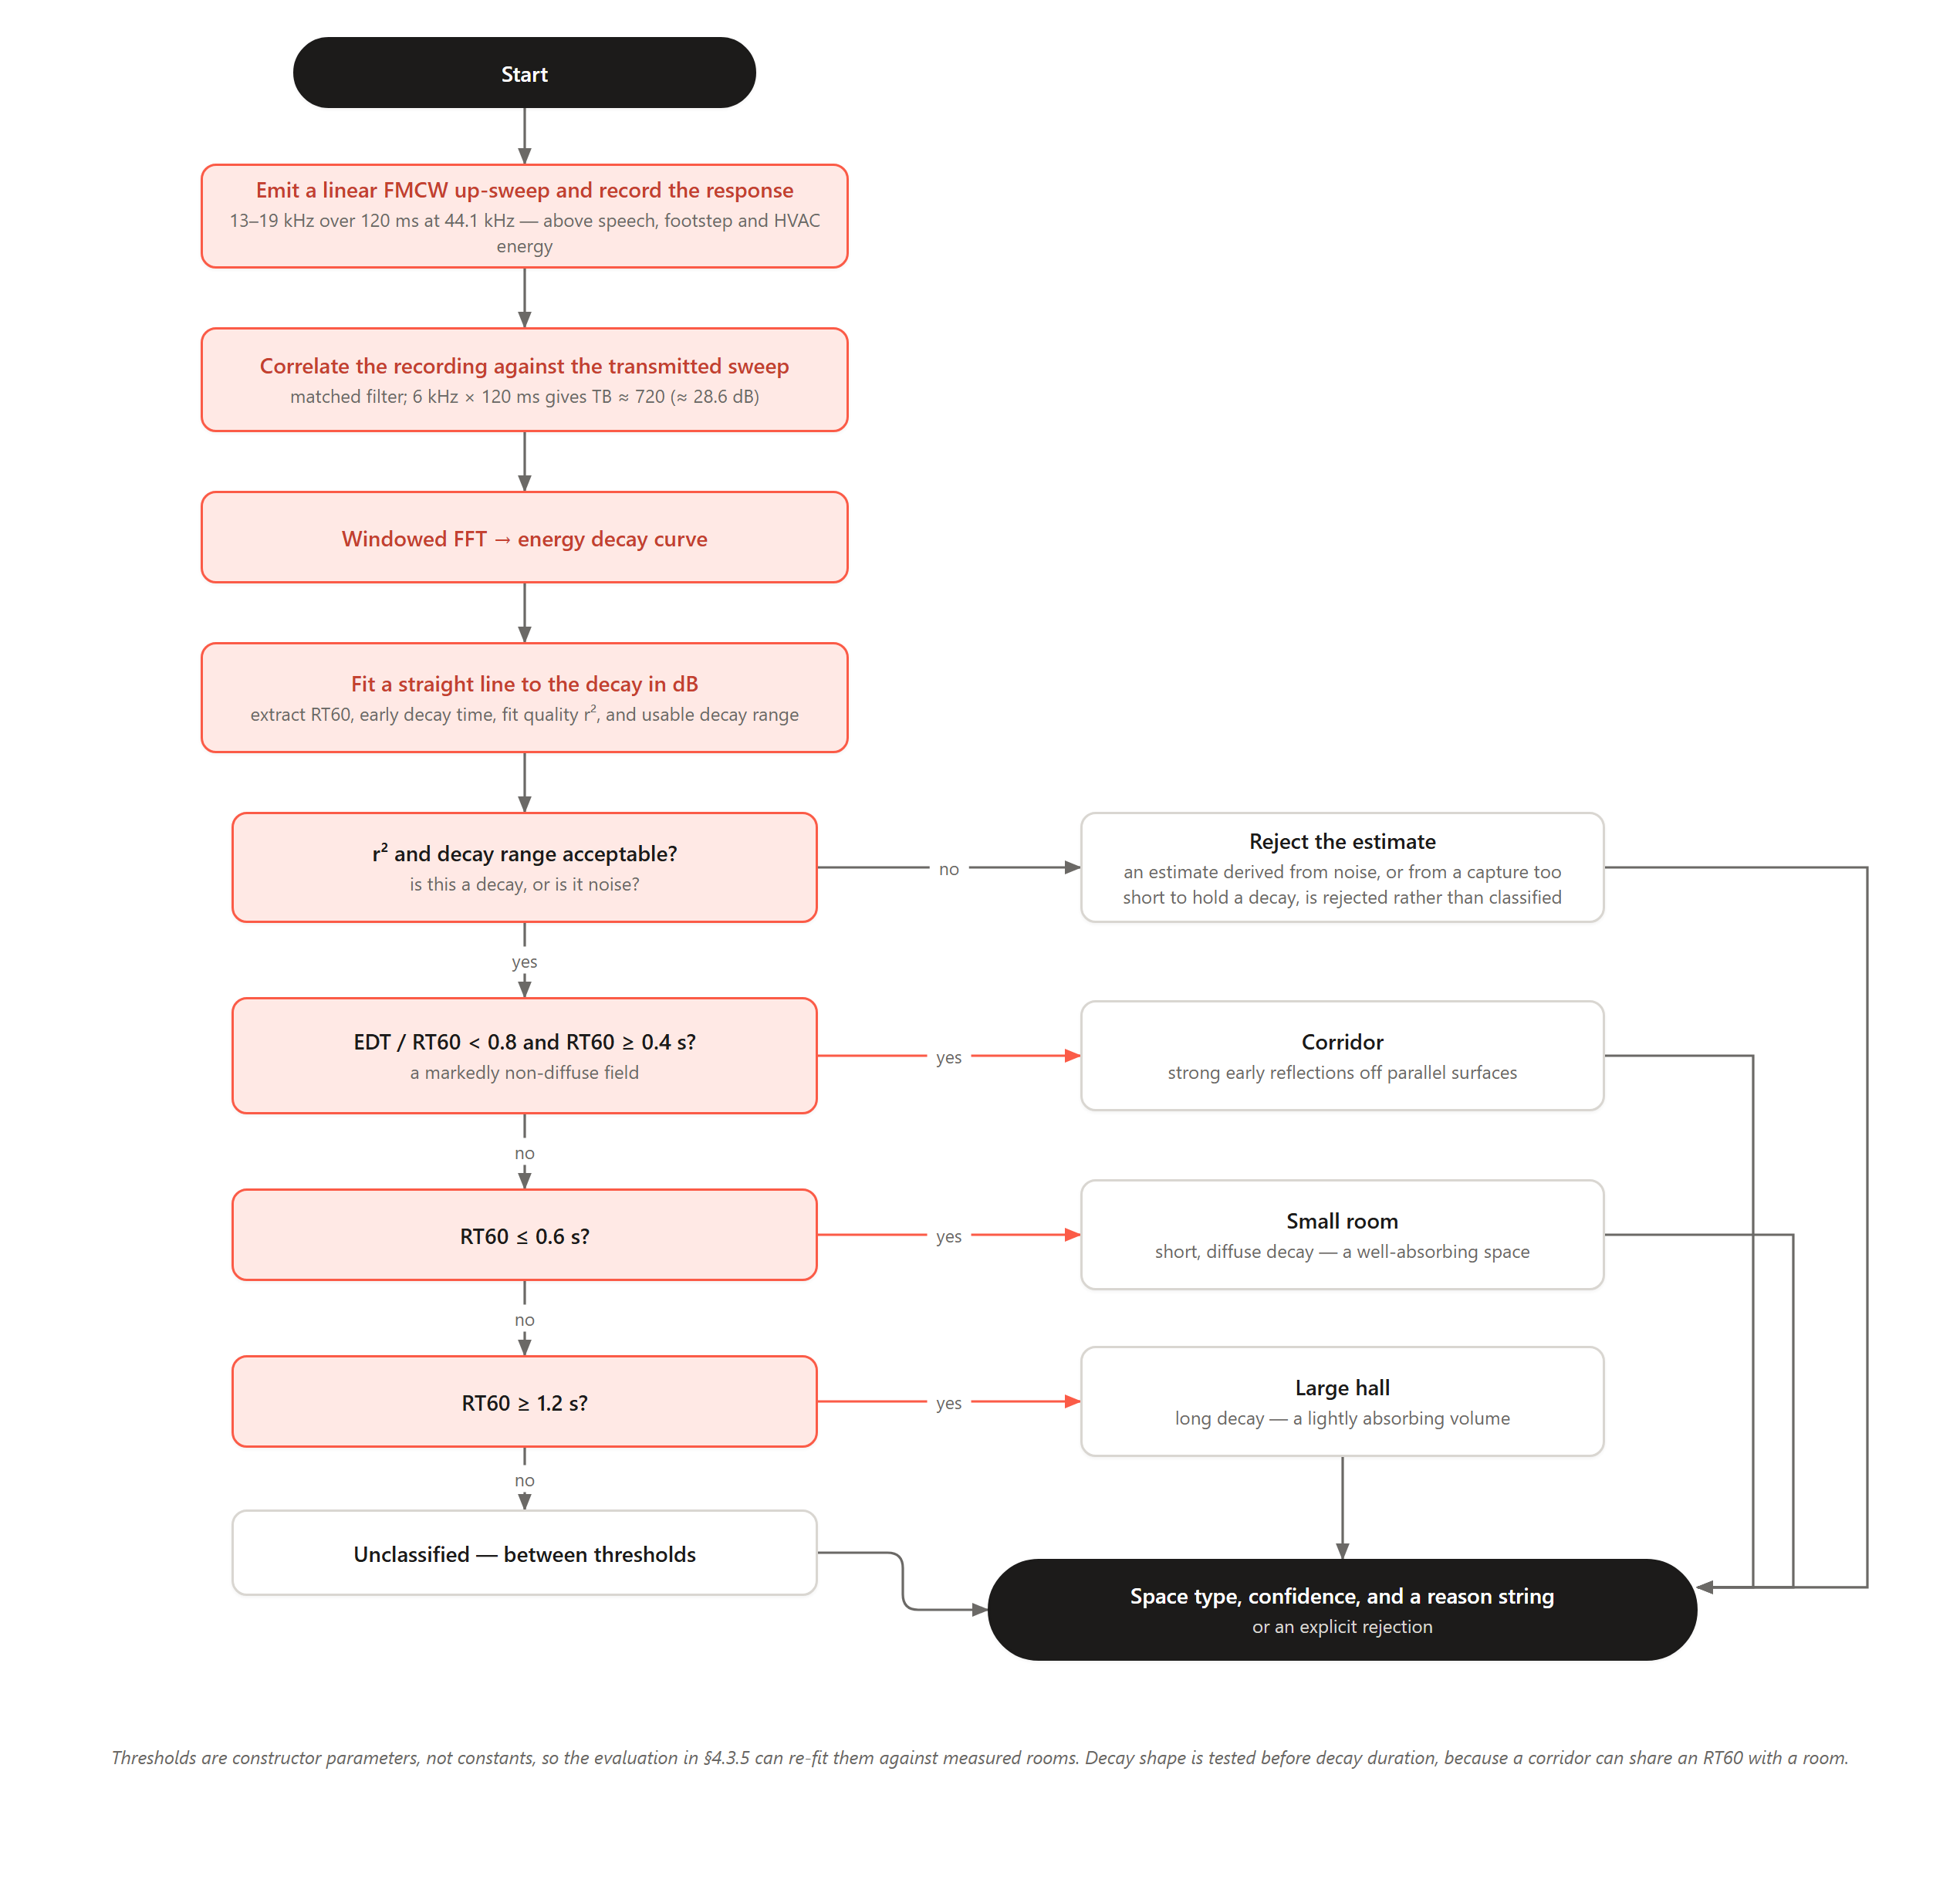 Start
Emit a linear FMCW up-sweep and record the response
13–19 kHz over 120 ms at 44.1 kHz — above speech, footstep and HVAC
energy
Correlate the recording against the transmitted sweep
matched filter; 6 kHz × 120 ms gives TB ≈ 720 (≈ 28.6 dB)
Windowed FFT → energy decay curve
Fit a straight line to the decay in dB
extract RT60, early decay time, fit quality r², and usable decay range
r² and decay range acceptable?
is this a decay, or is it noise?
no
Reject the estimate
an estimate derived from noise, or from a capture too
short to hold a decay, is rejected rather than classified
yes
EDT / RT60 < 0.8 and RT60 ≥ 0.4 s?
a markedly non-diffuse field
yes
Corridor
strong early reflections off parallel surfaces
no
RT60 ≤ 0.6 s?
yes
Small room
short, diffuse decay — a well-absorbing space
no
RT60 ≥ 1.2 s?
yes
Large hall
long decay — a lightly absorbing volume
no
Unclassified — between thresholds
Space type, confidence, and a reason string
or an explicit rejection
Thresholds are constructor parameters, not constants, so the evaluation in §4.3.5 can re-fit them against measured rooms. Decay shape is tested before decay duration, because a corridor can share an RT60 with a room.